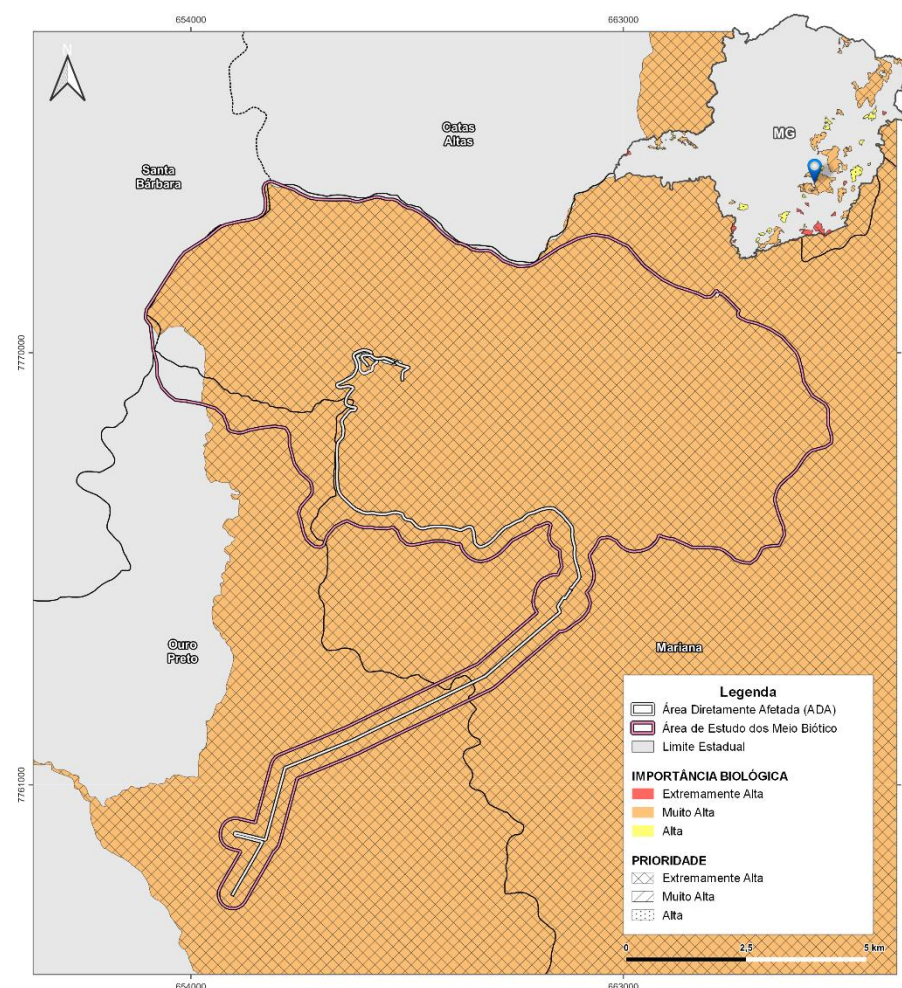 654000
663000
N
Catas
Altas
MG
Santa
Bárbara
7770000
Ouro
Preto
Mariana
7761000
Legenda
Área Diretamente Afetada (ADA)
Área de Estudo dos Meio Biótico
Limite Estadual
IMPORTÂNCIA BIOLÓGICA
Extremamente Alta
Muito Alta
Alta
PRIORIDADE
Extremamente Alta
Muito Alta
Alta
0 2,5 5 km
654000
663000